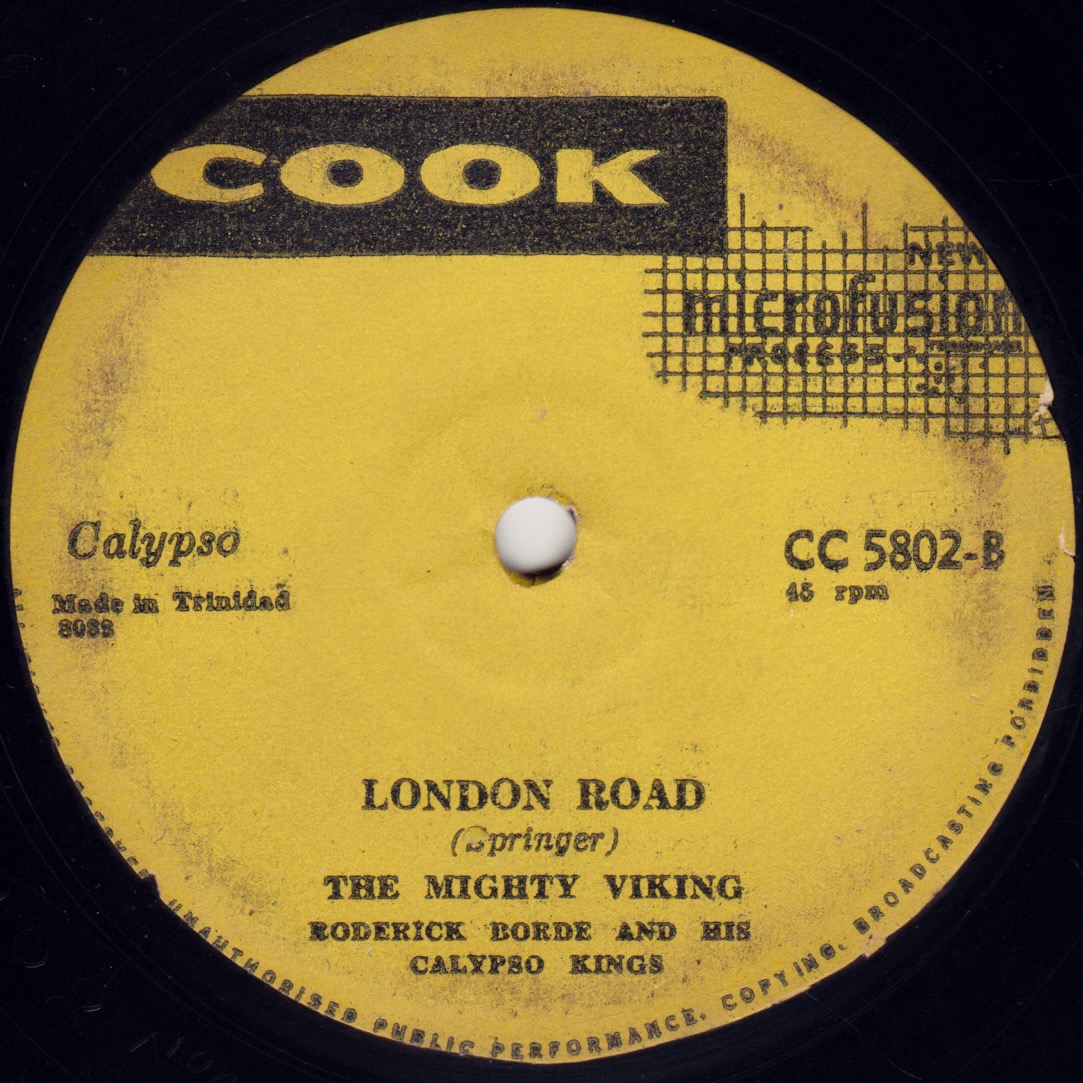 COOK
NEW
microfusion
PROCESS
Calypso
Made in Trinidad
CC 5802-B
45 rpm
LONDON ROAD
(Springer)
THE MIGHTY VIKING
RODERICK BORDE AND HIS
CALYPSO KINGS
UNAUTHORISED PUBLIC PERFORMANCE, COPYING, BROADCASTING FORBIDDEN